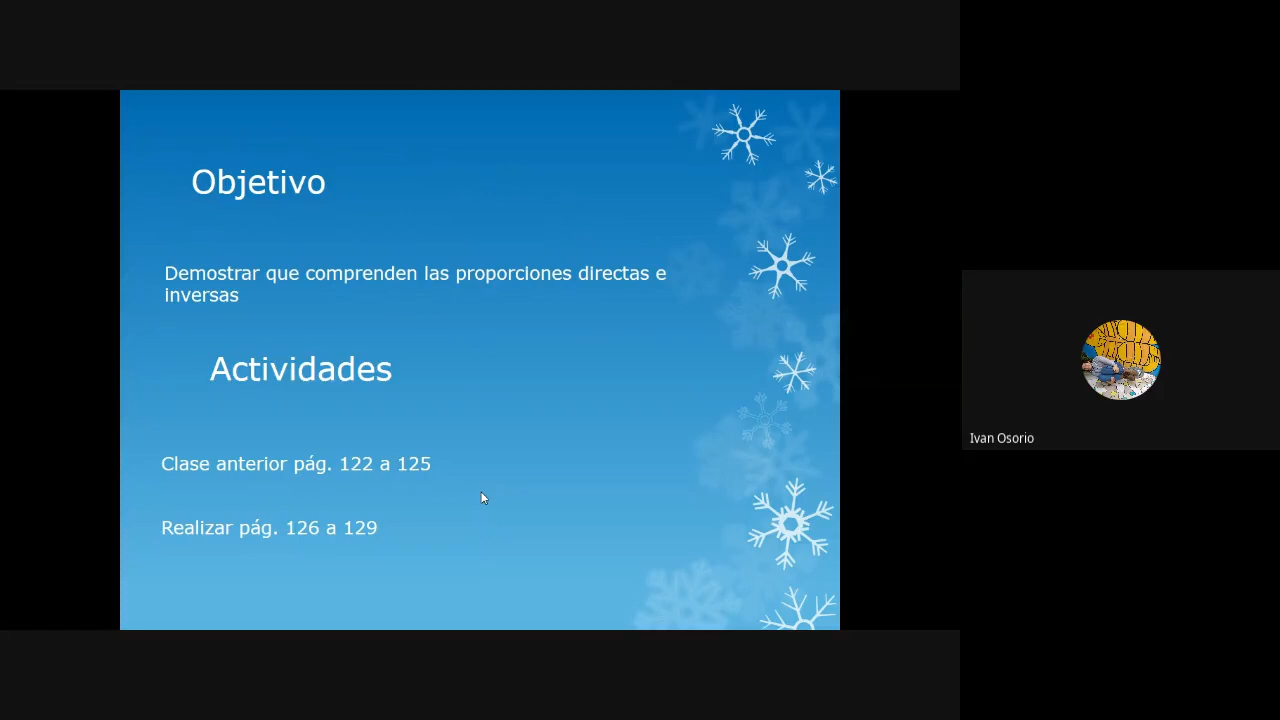 Objetivo
Demostrar que comprenden las proporciones directas e
inversas
Actividades
Clase anterior pág. 122 a 125
Realizar pág. 126 a 129
Ivan Osorio